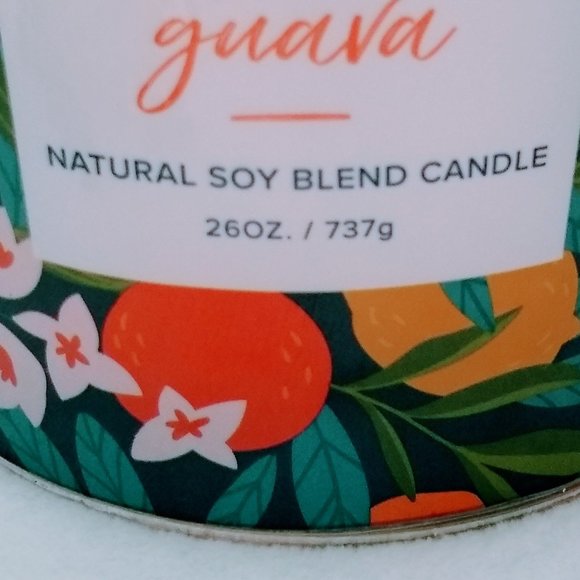 guava
NATURAL SOY BLEND CANDLE
26OZ. / 737g